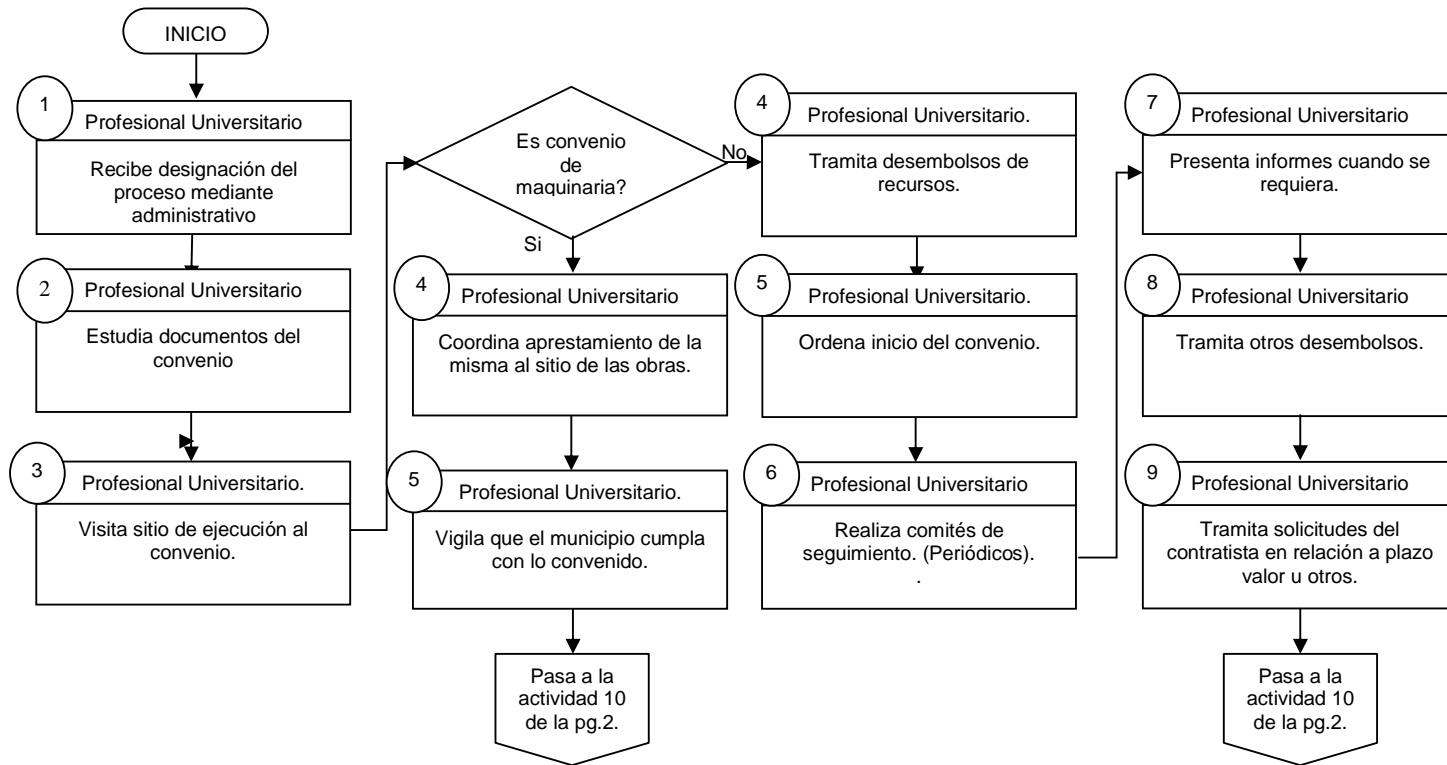 INICIO
1
Profesional Universitario
Recibe designación del
proceso mediante
administrativo
2
Profesional Universitario
Estudia documentos del
convenio
3
Profesional Universitario.
Visita sitio de ejecución al
convenio.
Es convenio
de
maquinaria?
No
Si
4
Profesional Universitario
Coordina aprestamiento de la
misma al sitio de las obras.
5
Profesional Universitario.
Vigila que el municipio cumpla
con lo convenido.
Pasa a la
actividad 10
de la pg.2.
4
Profesional Universitario.
Tramita desembolsos de
recursos.
5
Profesional Universitario.
Ordena inicio del convenio.
6
Profesional Universitario
Realiza comités de
seguimiento. (Periódicos).
.
7
Profesional Universitario
Presenta informes cuando se
requiera.
8
Profesional Universitario
Tramita otros desembolsos.
9
Profesional Universitario
Tramita solicitudes del
contratista en relación a plazo
valor u otros.
Pasa a la
actividad 10
de la pg.2.